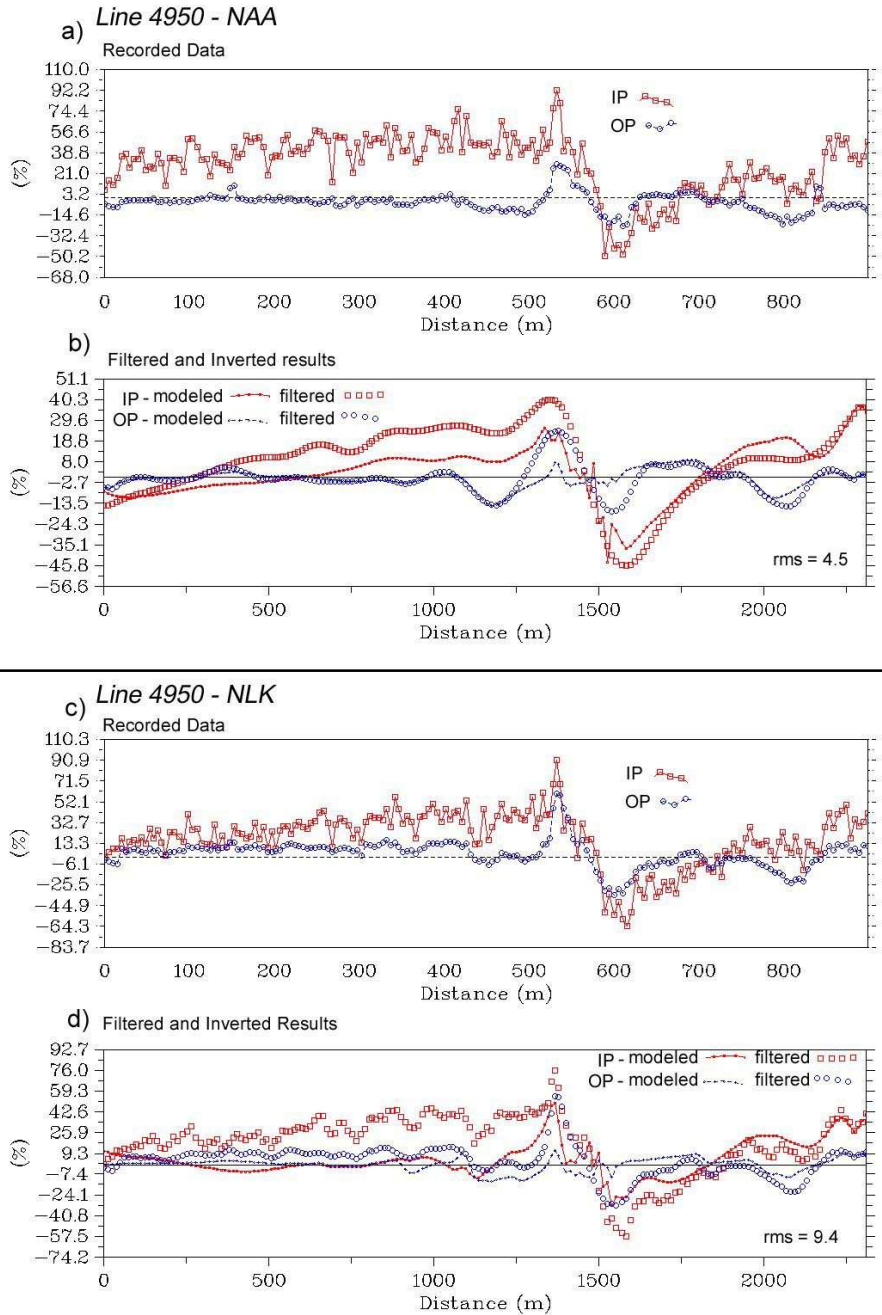 Line 4950 - NAA
a)
Recorded Data
110.0
92.2
74.4
56.6
38.8
21.0
3.2
−14.6
−32.4
−50.2
−68.0
(%)
IP
OP
0 100 200 300 400 500 600 700 800
Distance (m)
b)
Filtered and Inverted results
51.1
40.3
29.6
18.8
8.0
−2.7
−13.5
−24.3
−35.1
−45.8
−56.6
(%)
IP - modeled filtered
OP - modeled filtered
rms = 4.5
0 500 1000 1500 2000
Distance (m)
Line 4950 - NLK
c)
Recorded Data
110.3
90.9
71.5
52.1
32.7
13.3
−6.1
−25.5
−44.9
−64.3
−83.7
(%)
IP
OP
0 100 200 300 400 500 600 700 800
Distance (m)
d)
Filtered and Inverted Results
92.7
76.0
59.3
42.6
25.9
9.3
−7.4
−24.1
−40.8
−57.5
−74.2
(%)
IP - modeled filtered
OP - modeled filtered
rms = 9.4
0 500 1000 1500 2000
Distance (m)